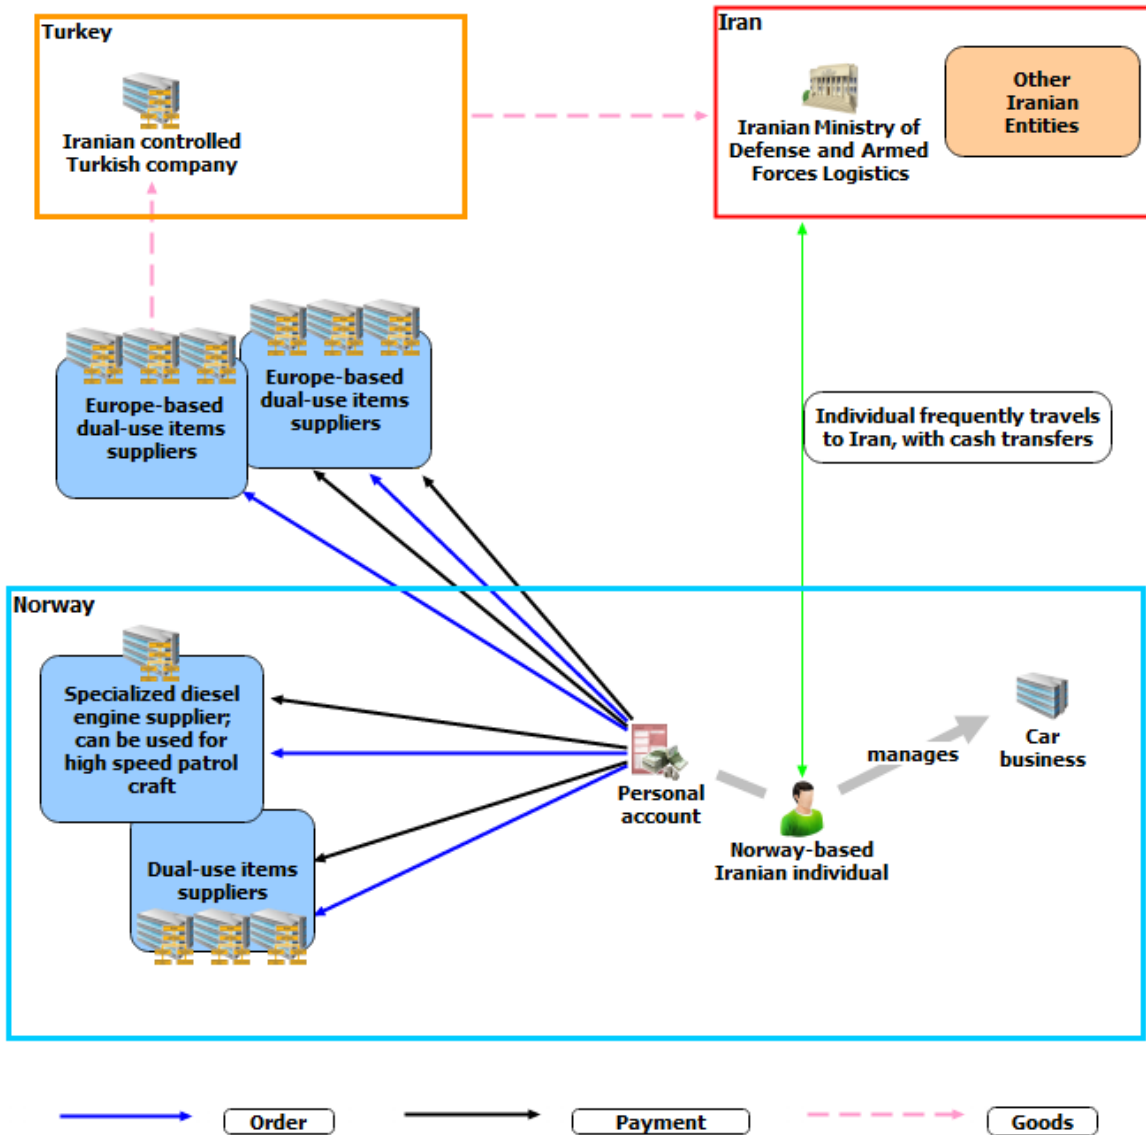 Turkey
Iranian controlled
Turkish company
Iran
Iranian Ministry of
Defense and Armed
Forces Logistics
Other
Iranian
Entities
Europe-based
dual-use items
suppliers
Europe-based
dual-use items
suppliers
Individual frequently travels
to Iran, with cash transfers
Norway
Specialized diesel
engine supplier;
can be used for
high speed patrol
craft
Dual-use items
suppliers
Personal
account
Norway-based
Iranian individual
manages
Car
business
Order
Payment
Goods